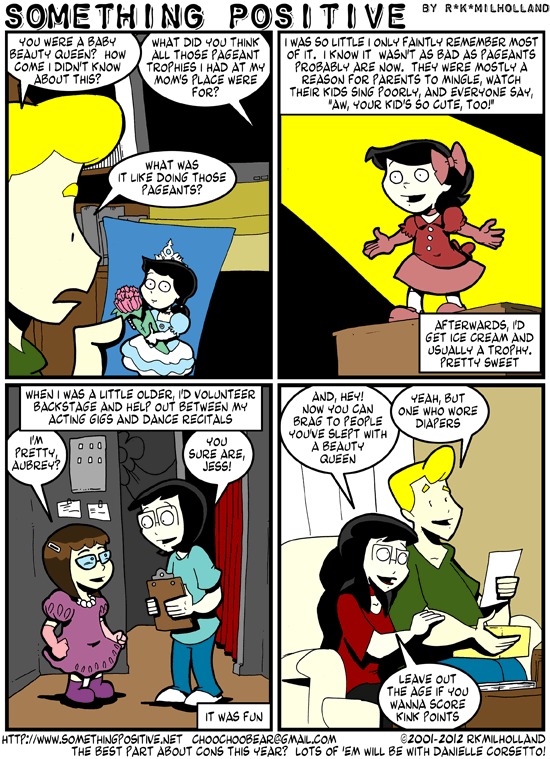 SOMETHING POSITIVE
BY R*K*MILHOLLAND
YOU WERE A BABY
BEAUTY QUEEN? HOW
COME I DIDN'T KNOW
ABOUT THIS?
WHAT DID YOU THINK
ALL THOSE PAGEANT
TROPHIES I HAD AT MY
MOM'S PLACE WERE
FOR?
WHAT WAS
IT LIKE DOING THOSE
PAGEANTS?
I WAS SO LITTLE I ONLY FAINTLY REMEMBER MOST
OF IT. I KNOW IT WASN'T AS BAD AS PAGEANTS
PROBABLY ARE NOW. THEY WERE MOSTLY A
REASON FOR PARENTS TO MINGLE, WATCH
THEIR KIDS SING POORLY, AND EVERYONE SAY,
"AW, YOUR KID'S SO CUTE, TOO!"
AFTERWARDS, I'D
GET ICE CREAM AND
USUALLY A TROPHY.
PRETTY SWEET
WHEN I WAS A LITTLE OLDER, I'D VOLUNTEER
BACKSTAGE AND HELP OUT BETWEEN MY
ACTING GIGS AND DANCE RECITALS
I'M
PRETTY,
AUBREY?
YOU
SURE ARE,
JESS!
IT WAS FUN
AND, HEY!
NOW YOU CAN
BRAG TO PEOPLE
YOU'VE SLEPT WITH
A BEAUTY
QUEEN
YEAH, BUT
ONE WHO WORE
DIAPERS
LEAVE OUT
THE AGE IF YOU
WANNA SCORE
KINK POINTS
HTTP://WWW.SOMETHINGPOSITIVE.NET CHOOCHOOBEAR@GMAIL.COM ©2001-2012 RKMILHOLLAND
THE BEST PART ABOUT CONS THIS YEAR? LOTS OF 'EM WILL BE WITH DANIELLE CORSETTO!